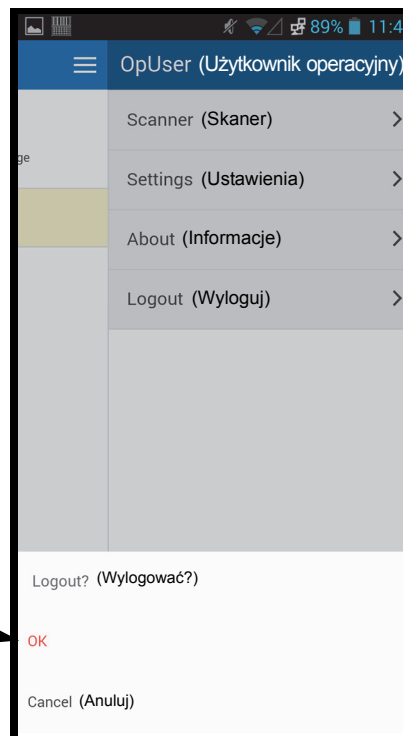 89% 11:4
OpUser (Użytkownik operacyjny)
Scanner (Skaner)
ge
Settings (Ustawienia)
About (Informacje)
Logout (Wyloguj)
Logout? (Wylogować?)
OK
Cancel (Anuluj)